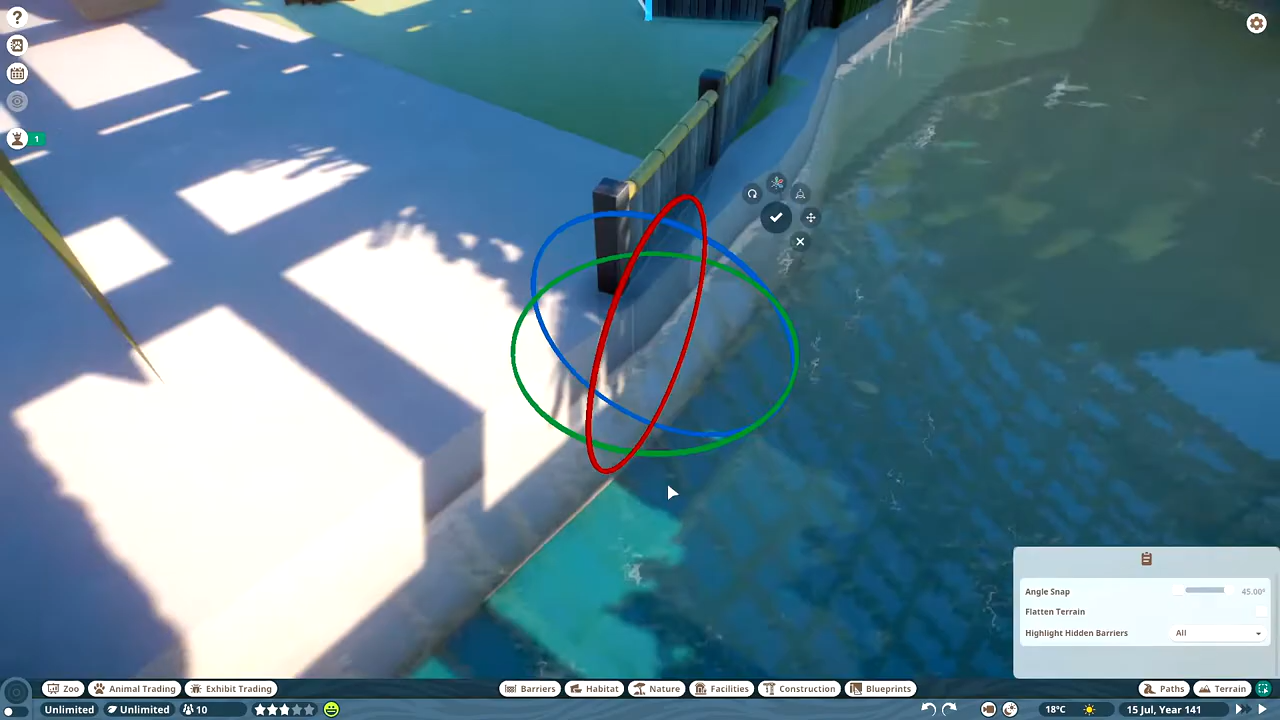 ?
1
Angle Snap 45.00°
Flatten Terrain
Highlight Hidden Barriers All
Zoo Animal Trading Exhibit Trading Barriers Habitat Nature Facilities Construction Blueprints Paths Terrain
Unlimited Unlimited 10 18°C 15 Jul, Year 141